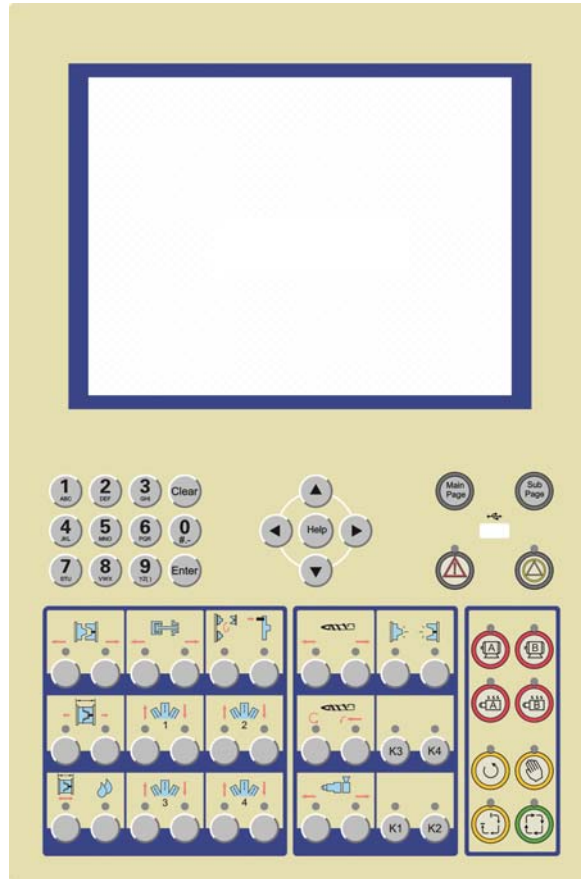 1 2 3 Clear
ABC DEF GHI
4 5 6 0
JKL MNO PQR #.-
7 8 9 Enter
STU VWX YZ( )
Help
Main Page
Sub Page
1
2
3
4
K3 K4
K1 K2
A
B
A
B